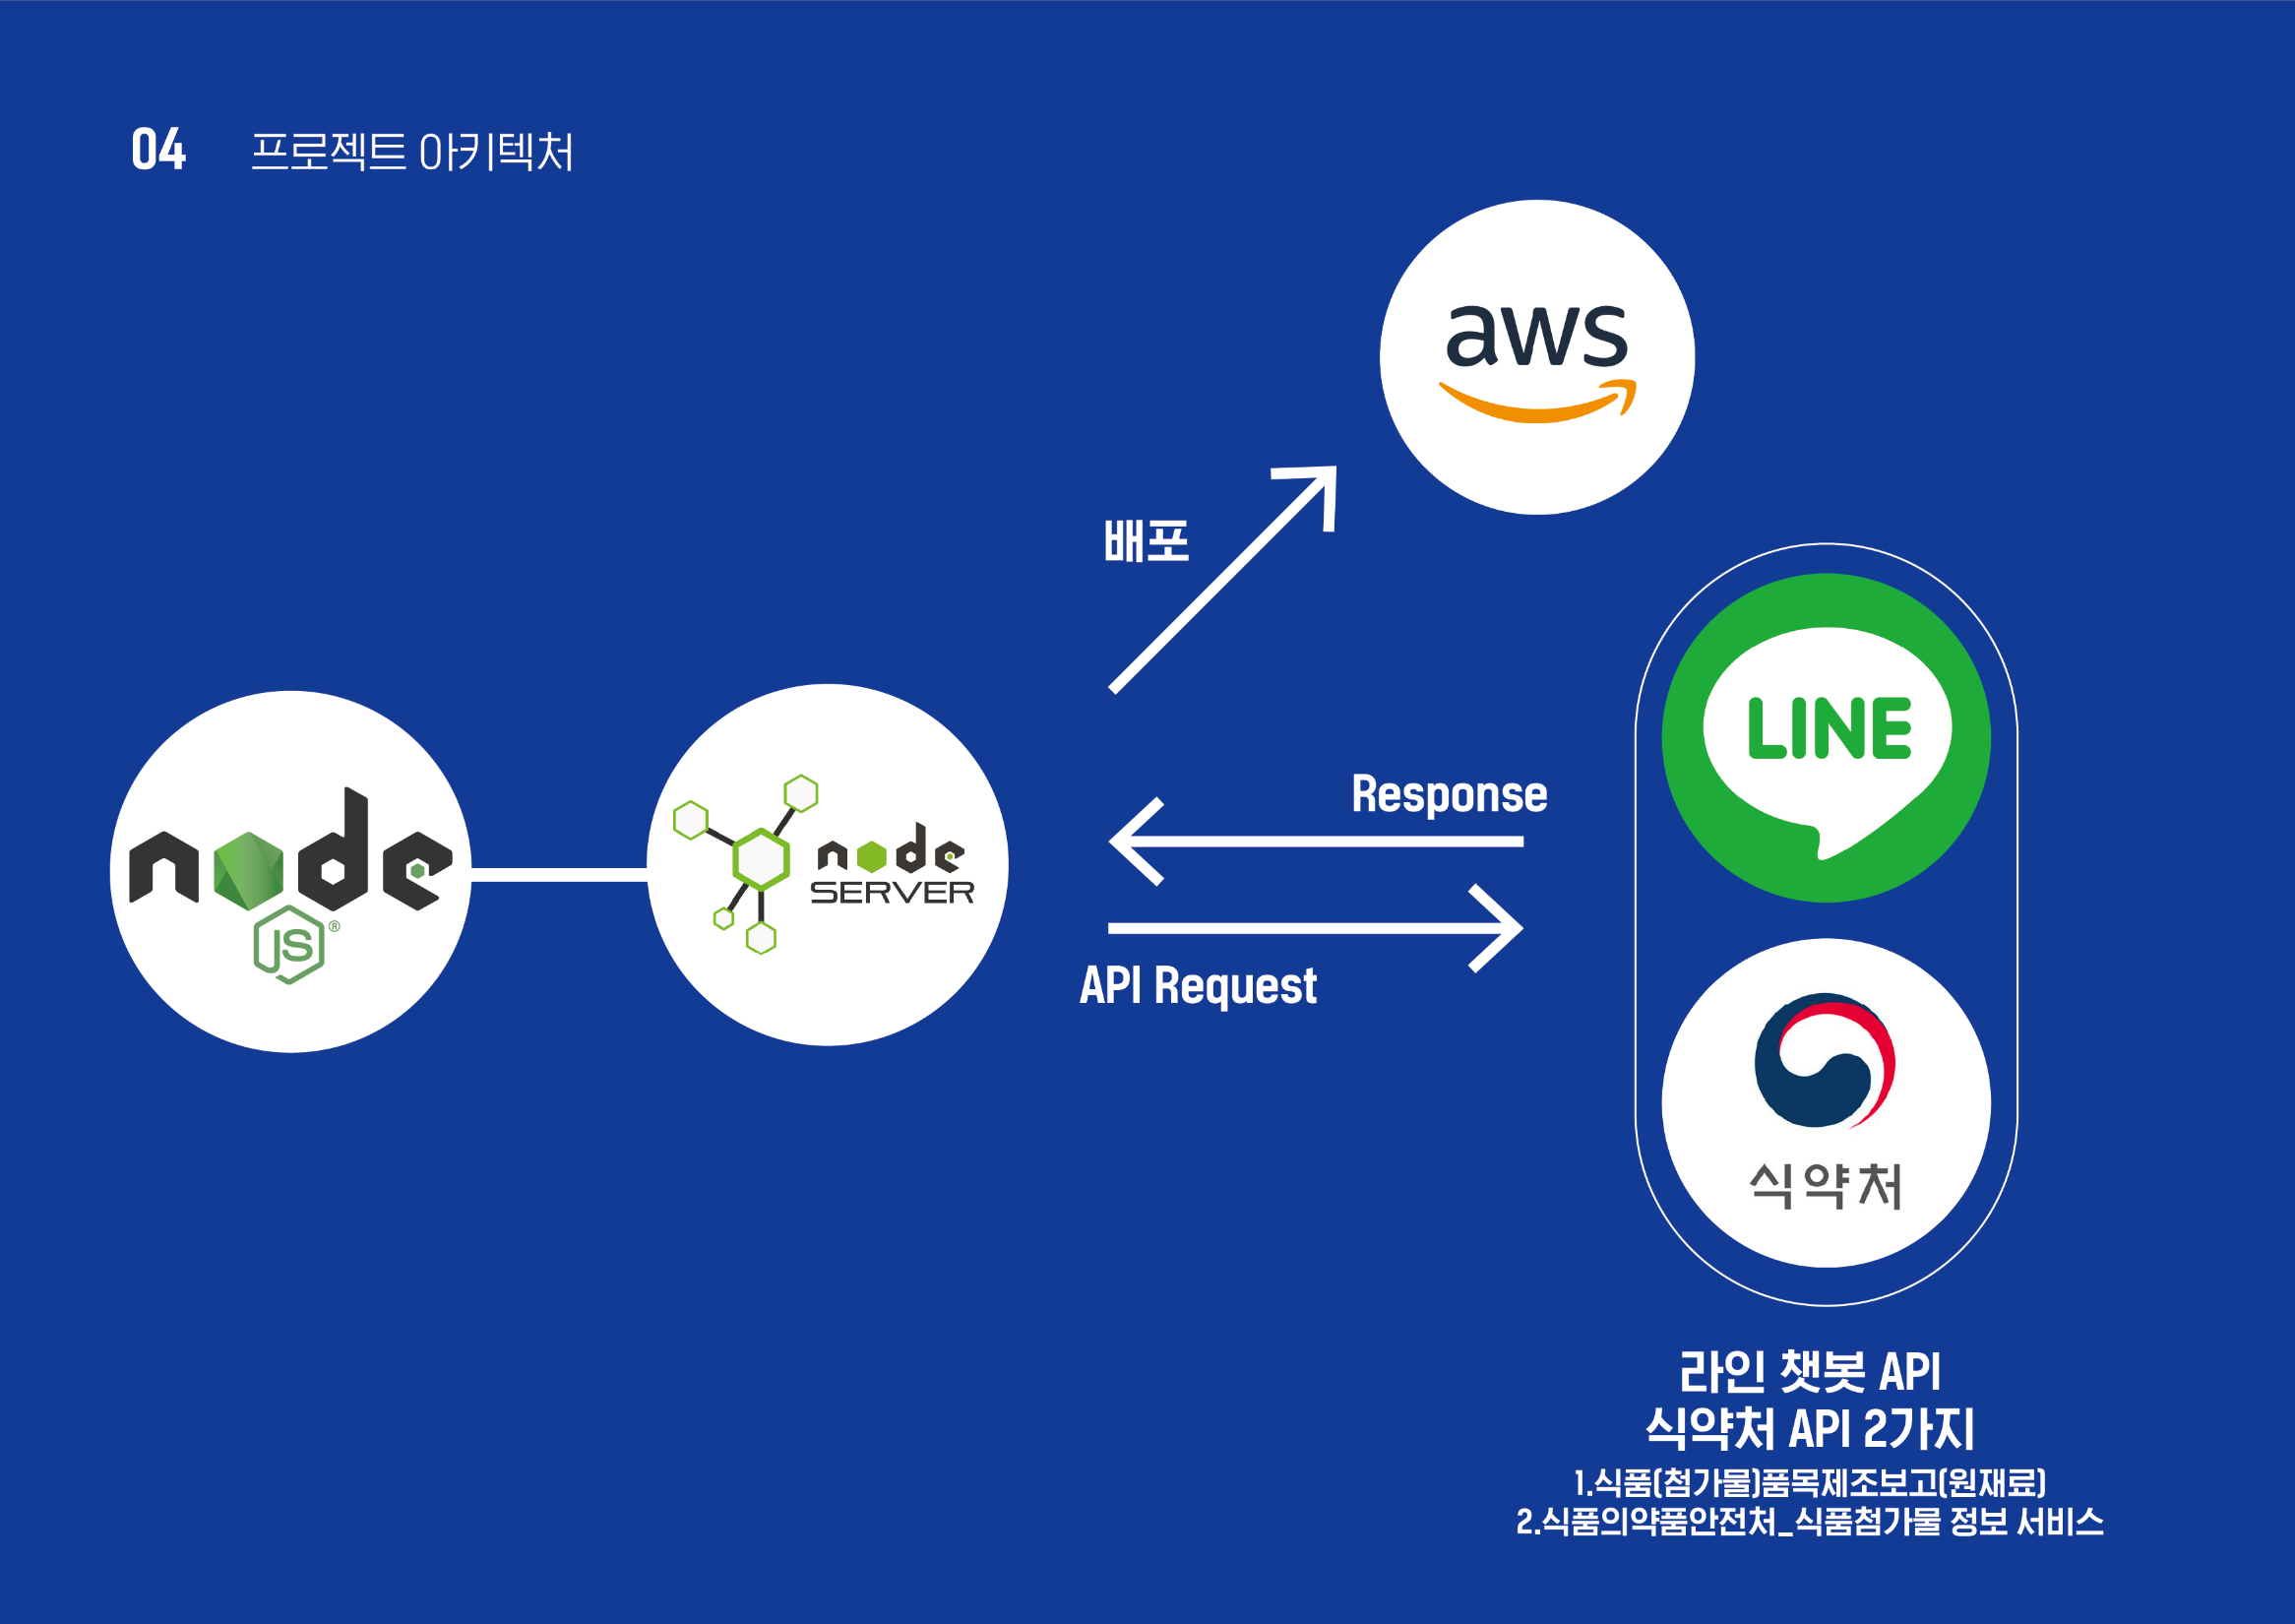 04 프로젝트 아키텍처
aws
배포
LINE
Response
node
JS®
node
SERVER
API Request
식약처
라인 챗봇 API
식약처 API 2가지
1.식품(첨가물)품목제조보고(원재료)
2.식품의약품안전처_식품첨가물 정보 서비스